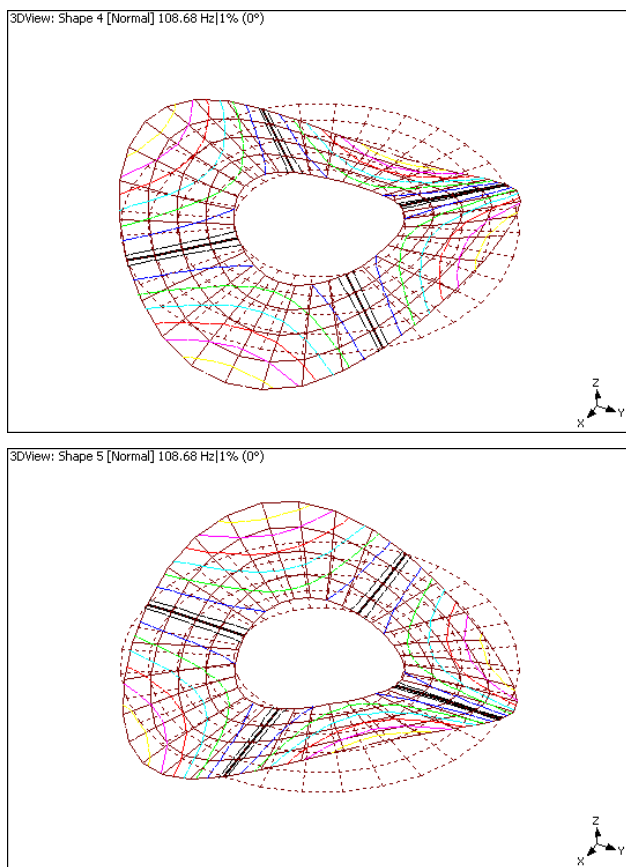 3DView: Shape 4 [Normal] 108.68 Hz|1% (0°)
Z
Y
X
3DView: Shape 5 [Normal] 108.68 Hz|1% (0°)
Z
Y
X